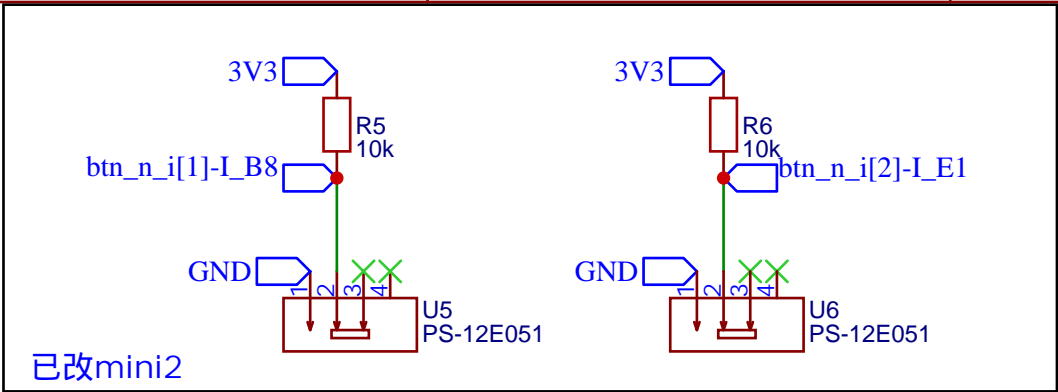 3V3
R5
10k
btn_n_i[1]-I_B8
GND
1
2
3
4
U5
PS-12E051
3V3
R6
10k
btn_n_i[2]-I_E1
GND
1
2
3
4
U6
PS-12E051
已改mini2